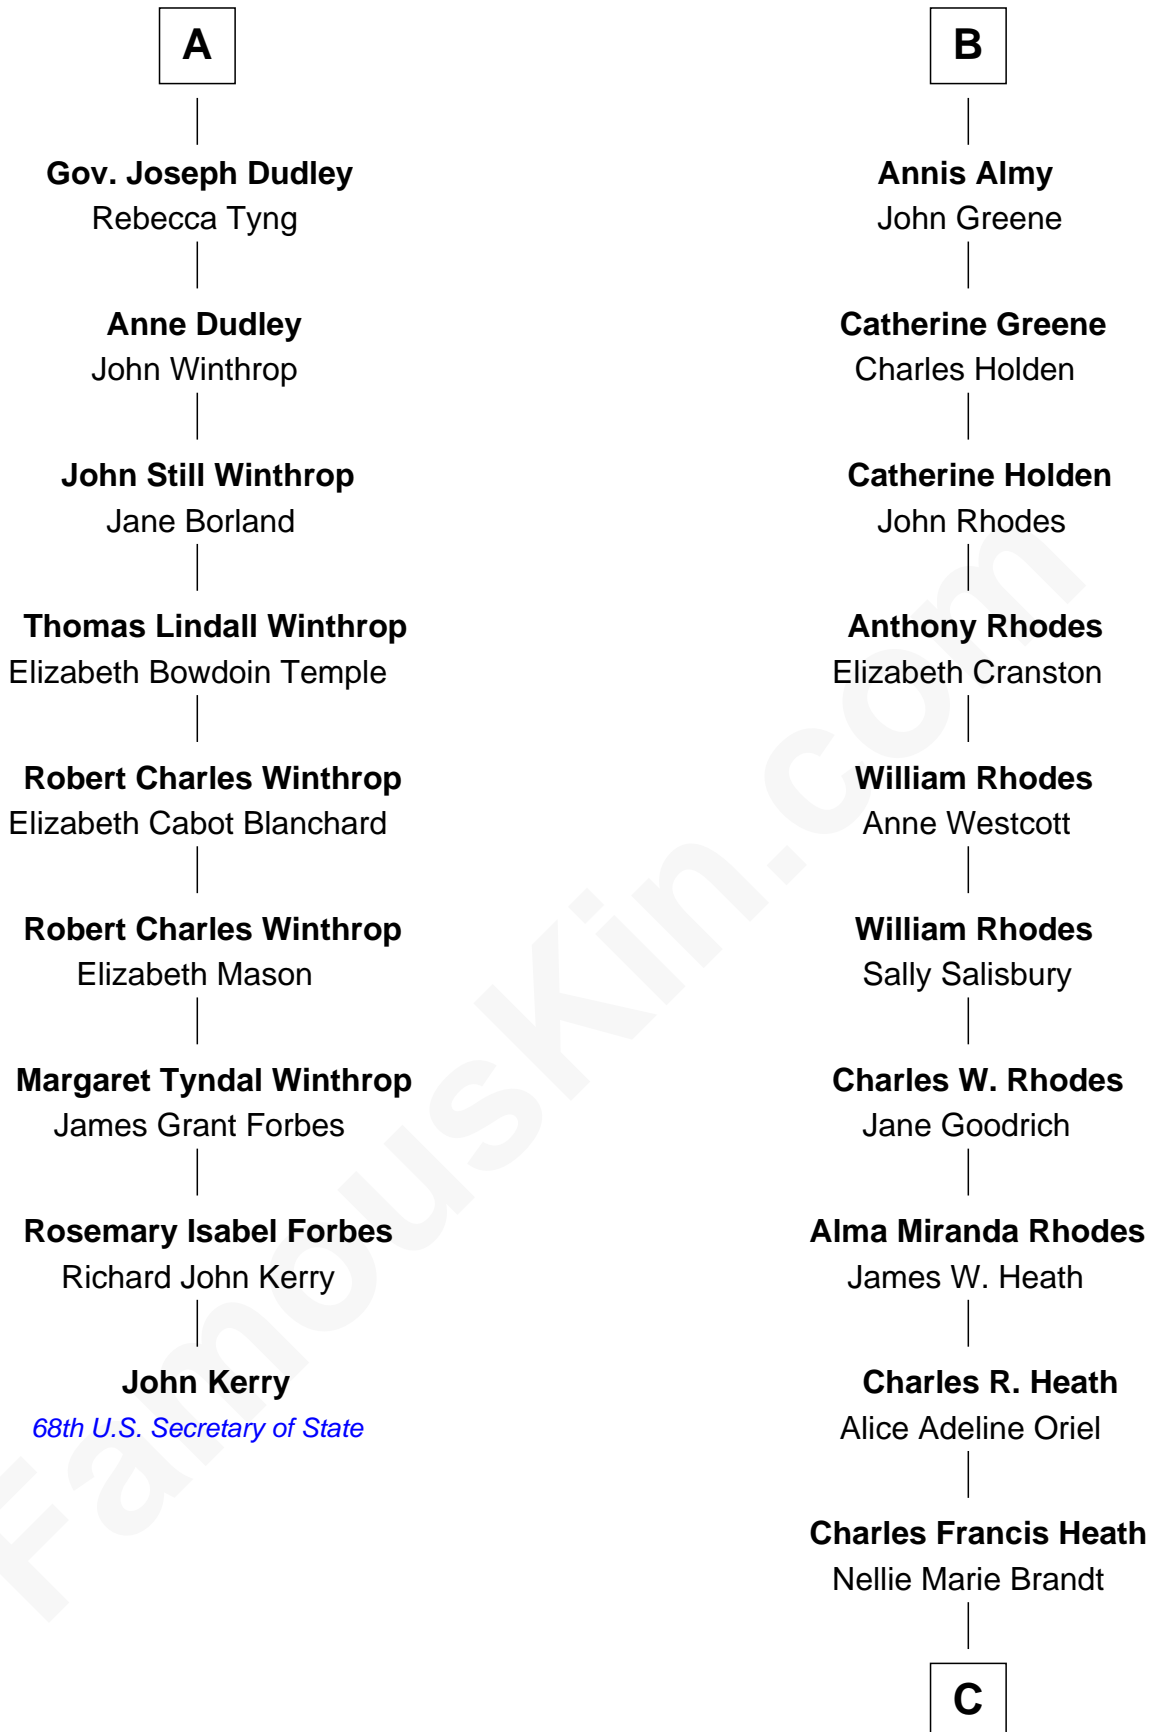 A
Gov. Joseph Dudley
Rebecca Tyng
Anne Dudley
John Winthrop
John Still Winthrop
Jane Borland
Thomas Lindall Winthrop
Elizabeth Bowdoin Temple
Robert Charles Winthrop
Elizabeth Cabot Blanchard
Robert Charles Winthrop
Elizabeth Mason
Margaret Tyndal Winthrop
James Grant Forbes
Rosemary Isabel Forbes
Richard John Kerry
John Kerry
68th U.S. Secretary of State
B
Annis Almy
John Greene
Catherine Greene
Charles Holden
Catherine Holden
John Rhodes
Anthony Rhodes
Elizabeth Cranston
William Rhodes
Anne Westcott
William Rhodes
Sally Salisbury
Charles W. Rhodes
Jane Goodrich
Alma Miranda Rhodes
James W. Heath
Charles R. Heath
Alice Adeline Oriel
Charles Francis Heath
Nellie Marie Brandt
C
FamousKin.com